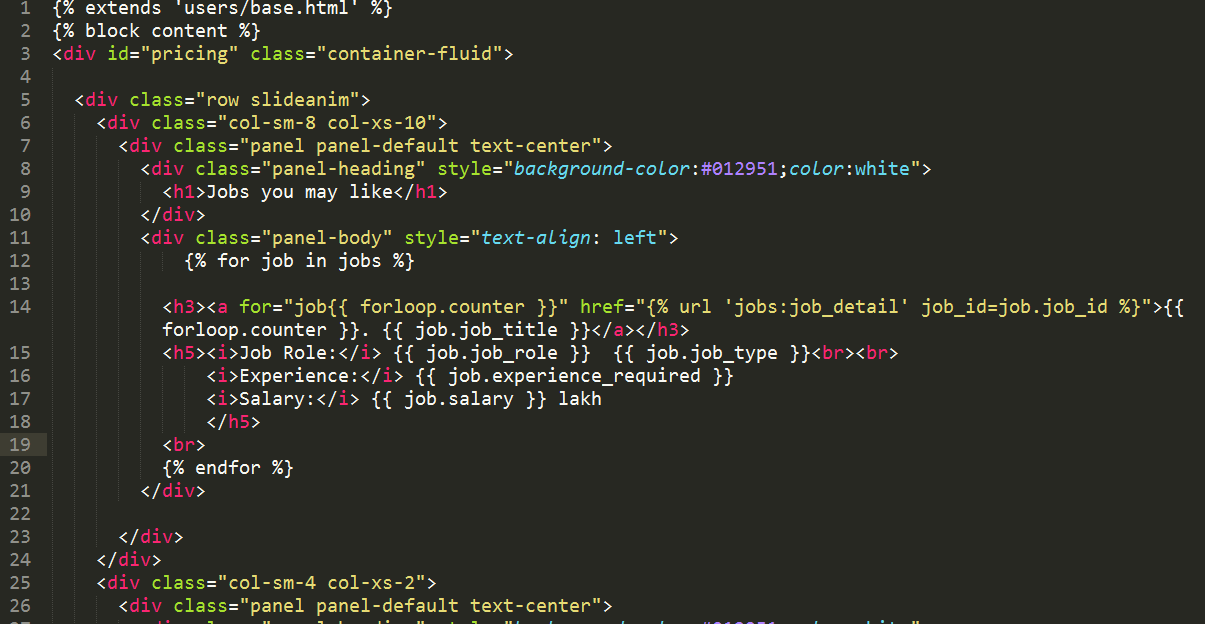 1 {% extends 'users/base.html' %}
2 {% block content %}
3 <div id="pricing" class="container-fluid">
4
5 <div class="row slideanim">
6 <div class="col-sm-8 col-xs-10">
7 <div class="panel panel-default text-center">
8 <div class="panel-heading" style="background-color:#012951;color:white">
9 <h1>Jobs you may like</h1>
10 </div>
11 <div class="panel-body" style="text-align: left">
12 {% for job in jobs %}
13
14 <h3><a for="job{{ forloop.counter }}" href="{% url 'jobs:job_detail' job_id=job.job_id %}">{{
forloop.counter }}. {{ job.job_title }}</a></h3>
15 <h5><i>Job Role:</i> {{ job.job_role }}  {{ job.job_type }}<br><br>
16 <i>Experience:</i> {{ job.experience_required }}
17 <i>Salary:</i> {{ job.salary }} lakh
18 </h5>
19 <br>
20 {% endfor %}
21 </div>
22
23 </div>
24 </div>
25 <div class="col-sm-4 col-xs-2">
26 <div class="panel panel-default text-center">